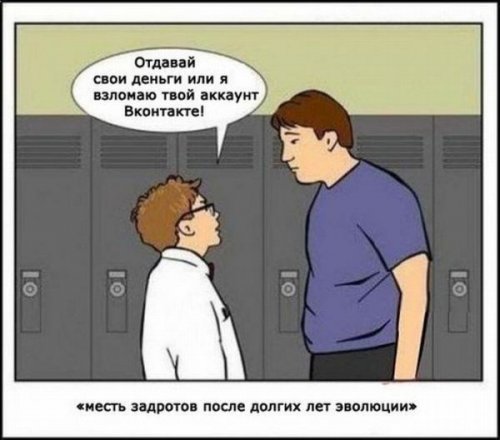 Отдавай
свои деньги или я
взломаю твой аккаунт
Вконтакте!
«месть задротов после долгих лет эволюции»